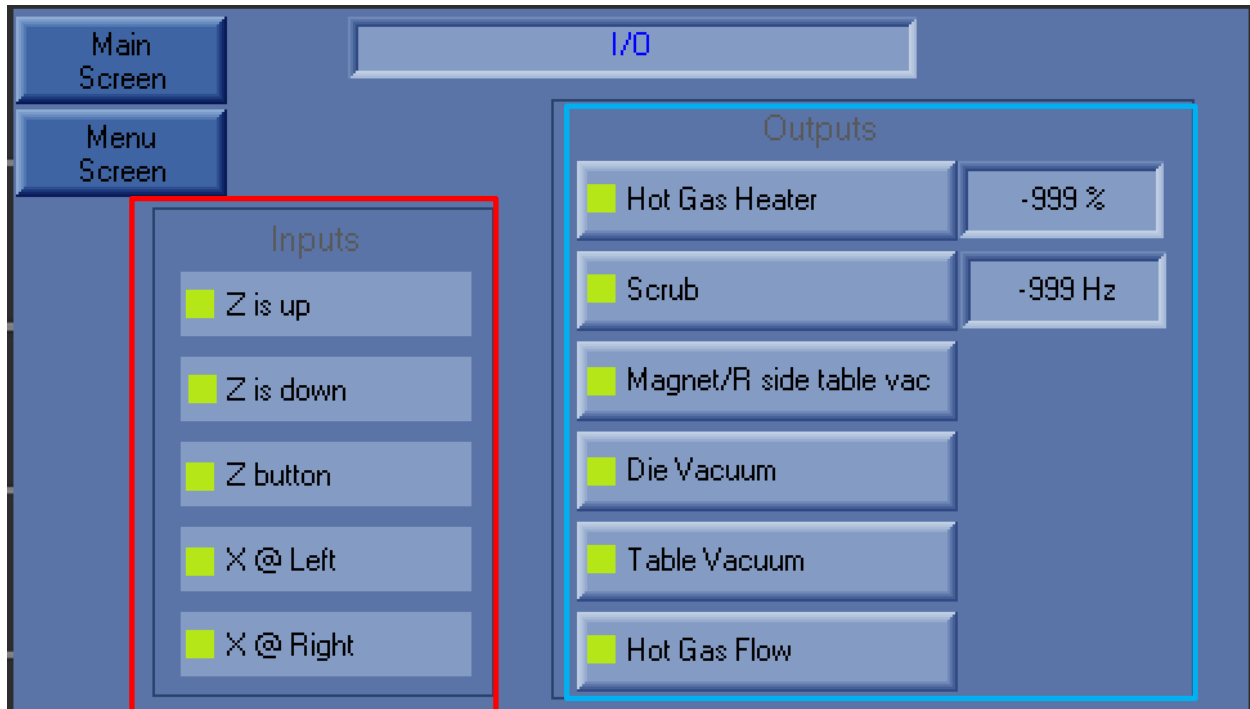 Main
Screen
I/O
Menu
Screen
Inputs
Z is up
Z is down
Z button
X @ Left
X @ Right
Outputs
Hot Gas Heater -999 %
Scrub -999 Hz
Magnet/R side table vac
Die Vacuum
Table Vacuum
Hot Gas Flow